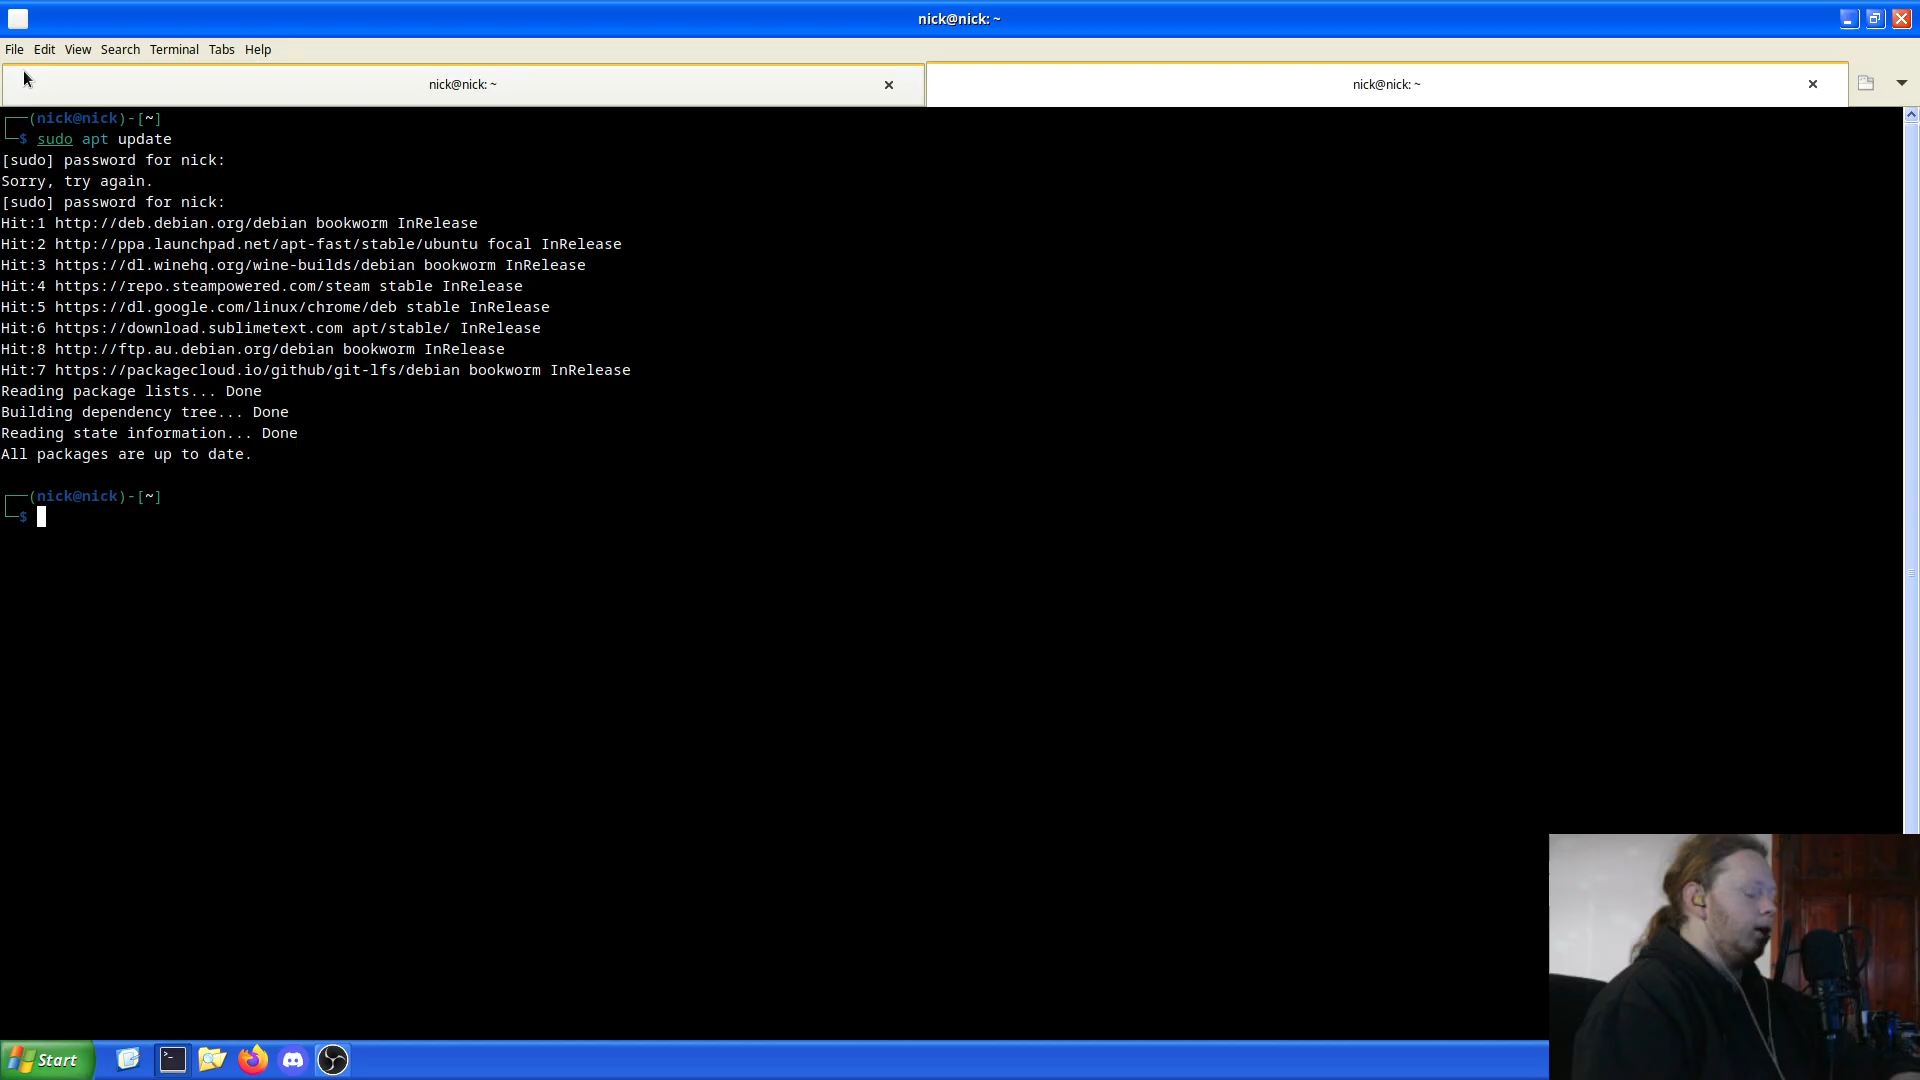 nick@nick: ~
File Edit View Search Terminal Tabs Help
nick@nick: ~
nick@nick: ~
(nick@nick)-[~]
$ sudo apt update
[sudo] password for nick:
Sorry, try again.
[sudo] password for nick:
Hit:1 http://deb.debian.org/debian bookworm InRelease
Hit:2 http://ppa.launchpad.net/apt-fast/stable/ubuntu focal InRelease
Hit:3 https://dl.winehq.org/wine-builds/debian bookworm InRelease
Hit:4 https://repo.steampowered.com/steam stable InRelease
Hit:5 https://dl.google.com/linux/chrome/deb stable InRelease
Hit:6 https://download.sublimetext.com apt/stable/ InRelease
Hit:8 http://ftp.au.debian.org/debian bookworm InRelease
Hit:7 https://packagecloud.io/github/git-lfs/debian bookworm InRelease
Reading package lists... Done
Building dependency tree... Done
Reading state information... Done
All packages are up to date.
(nick@nick)-[~]
$
Start